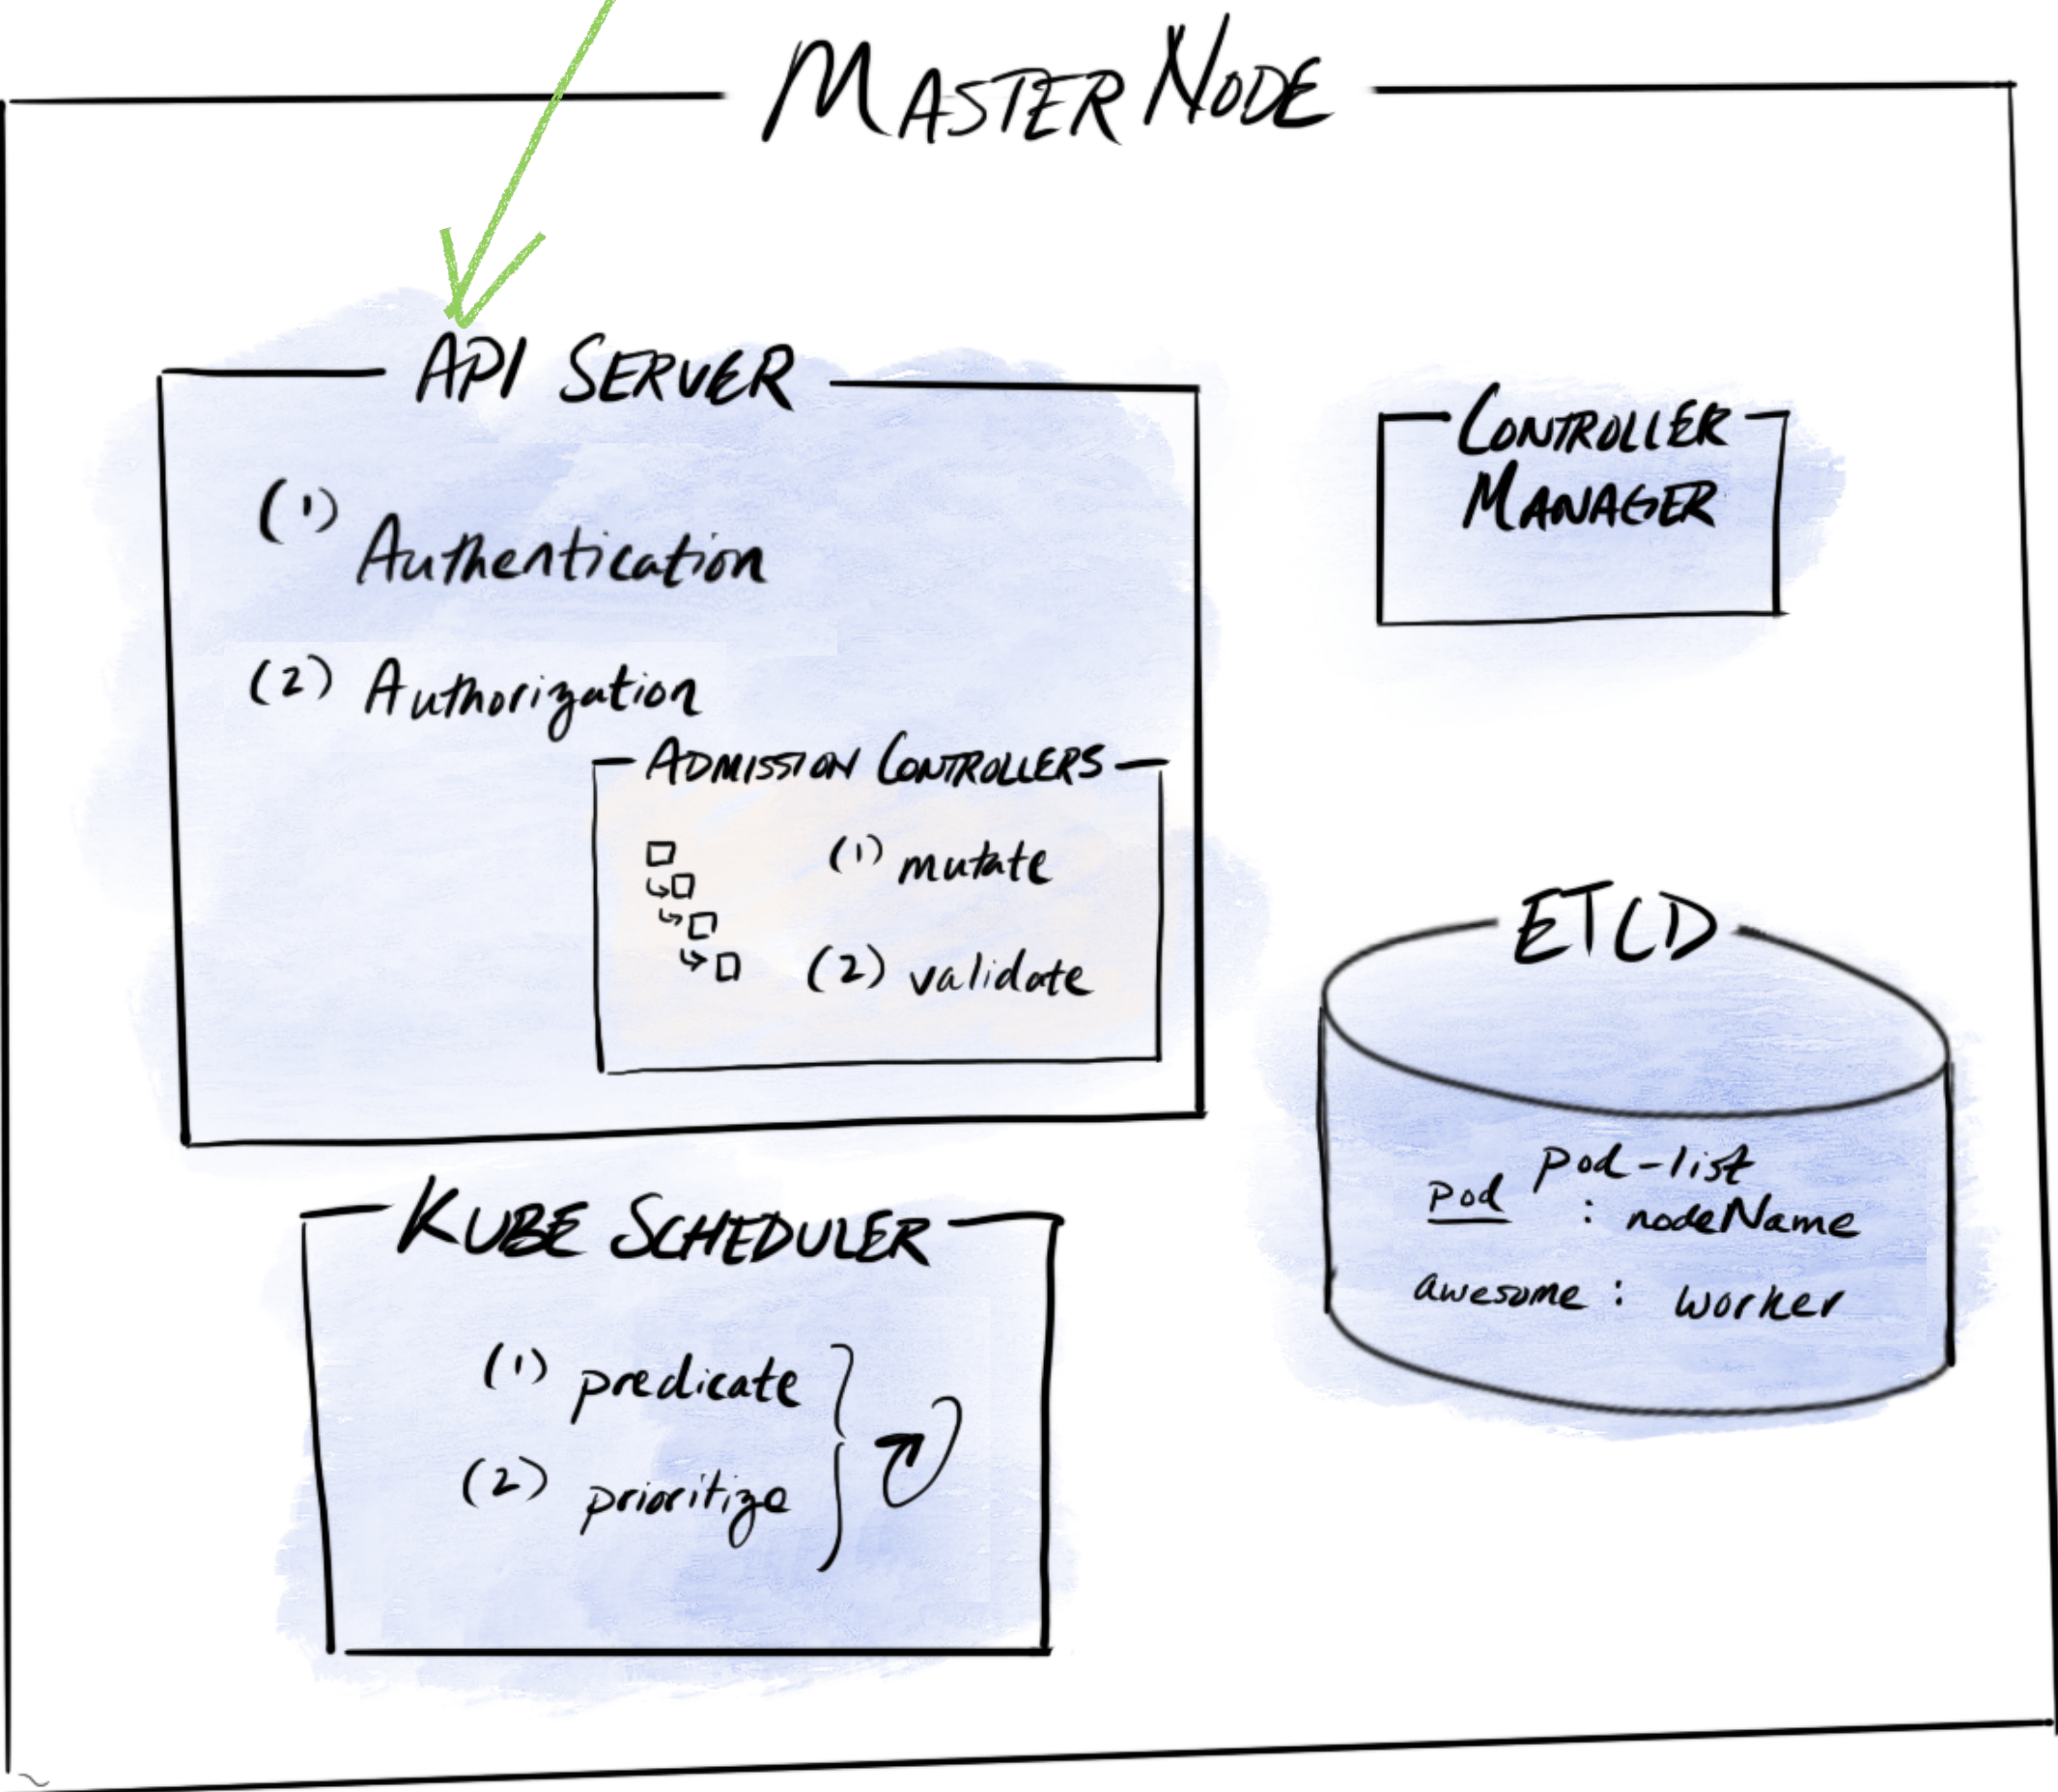 MASTER NODE
API SERVER
(1) Authentication
(2) Authorization
ADMISSION CONTROLLERS
(1) mutate
(2) validate
CONTROLLER
MANAGER
ETCD
pod-list
pod : nodeName
awesome : worker
KUBE SCHEDULER
(1) predicate
(2) prioritize